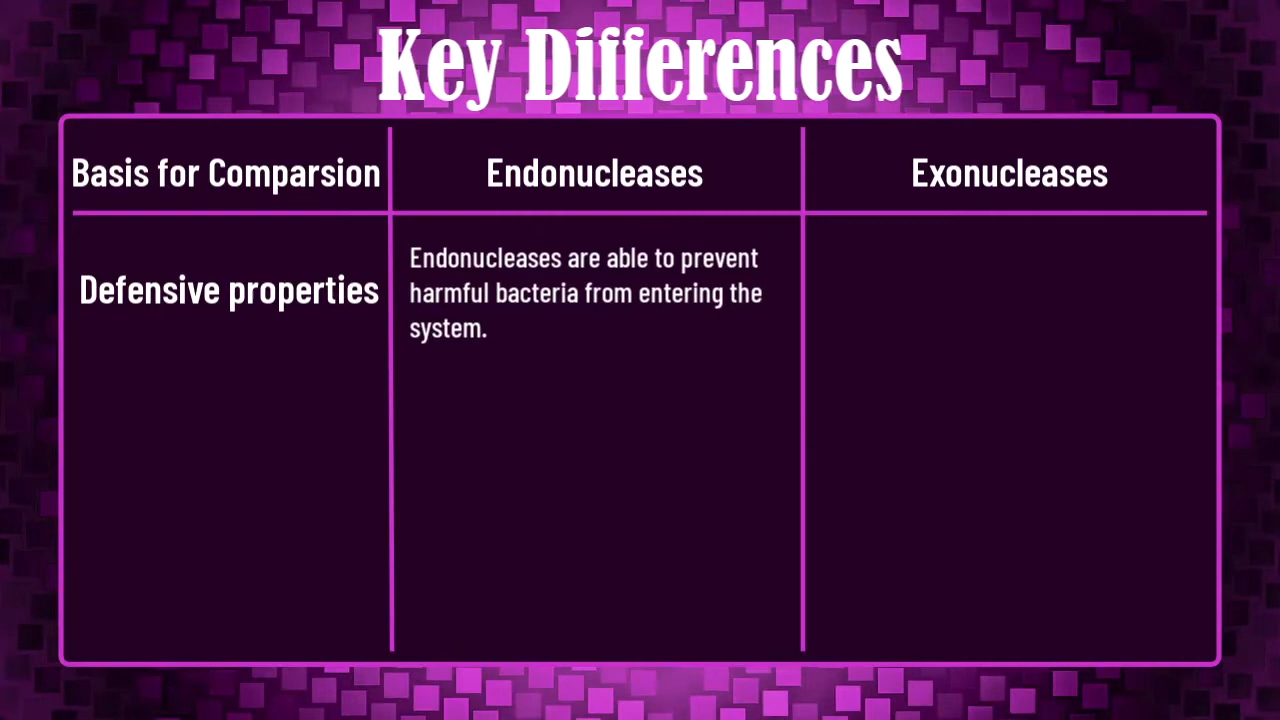 Key Differences
Basis for Comparsion
Endonucleases
Exonucleases
Defensive properties
Endonucleases are able to prevent
harmful bacteria from entering the
system.